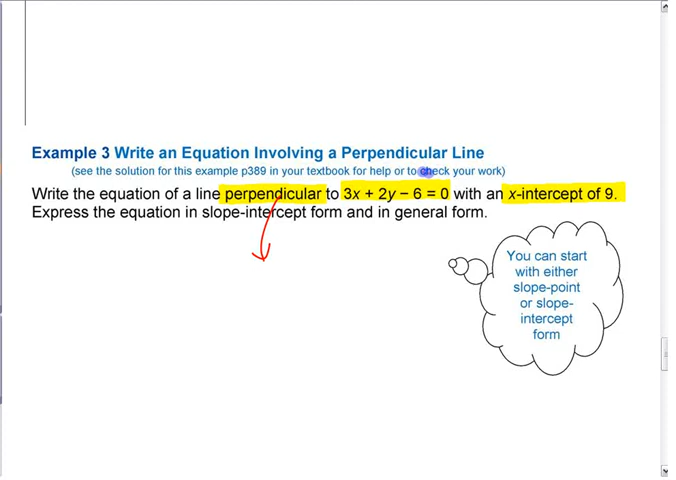 Example 3 Write an Equation Involving a Perpendicular Line
(see the solution for this example p389 in your textbook for help or to check your work)
Write the equation of a line perpendicular to 3x + 2y − 6 = 0 with an x-intercept of 9.
Express the equation in slope-intercept form and in general form.
You can start
with either
slope-point
or slope-
intercept
form